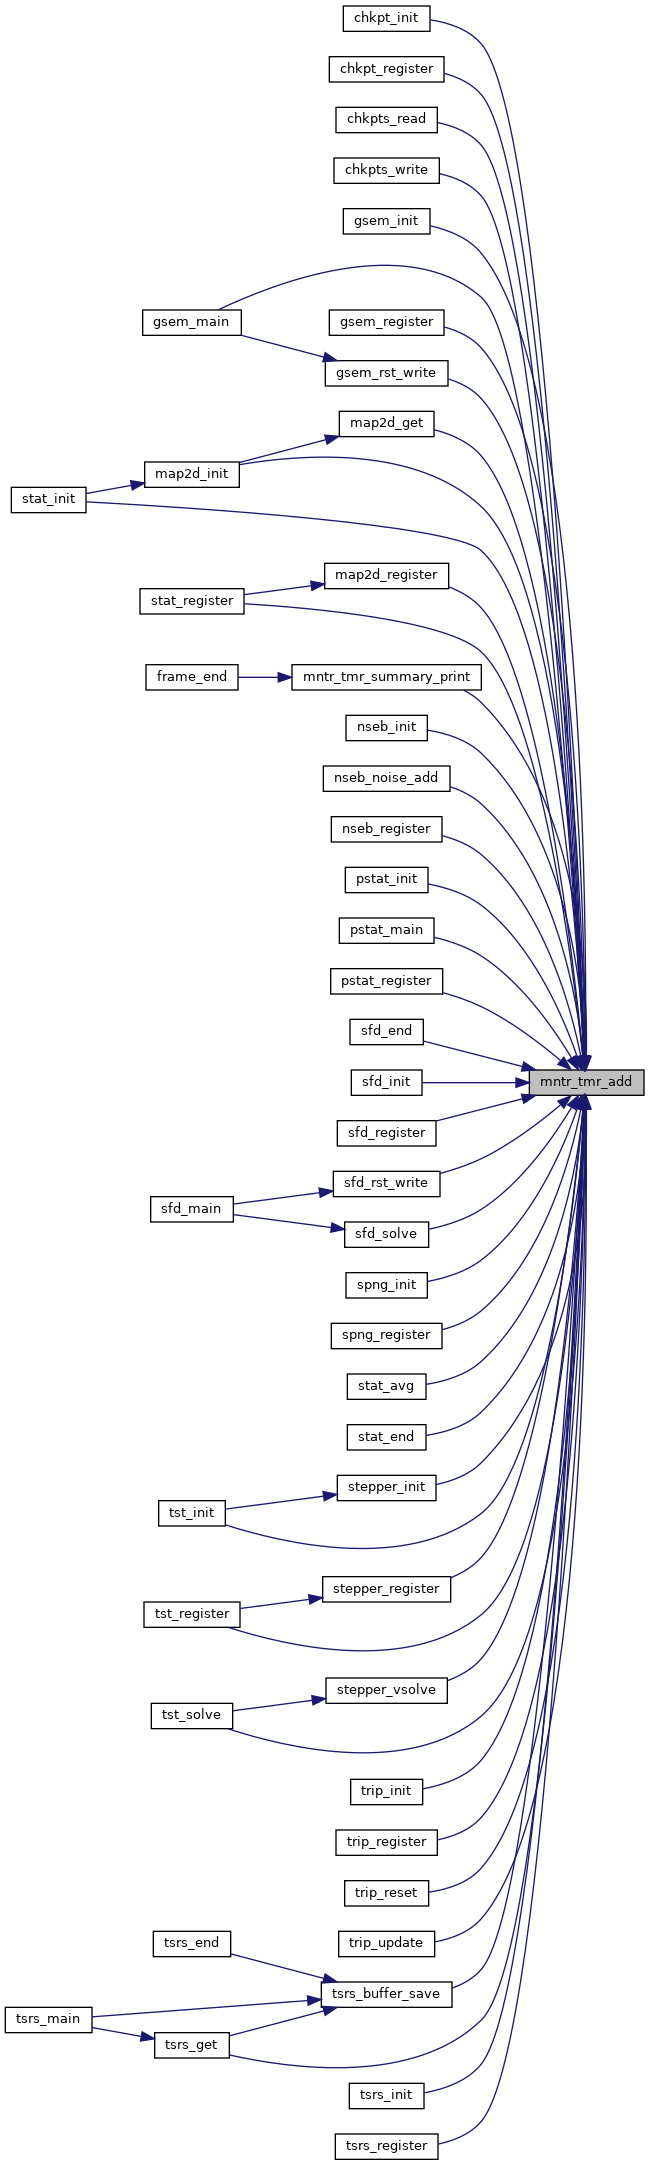 chkpt_init
chkpt_register
chkpts_read
chkpts_write
gsem_init
gsem_main
gsem_register
gsem_rst_write
map2d_get
map2d_init
stat_init
map2d_register
stat_register
frame_end
mntr_tmr_summary_print
nseb_init
nseb_noise_add
nseb_register
pstat_init
pstat_main
pstat_register
sfd_end
sfd_init
mntr_tmr_add
sfd_register
sfd_rst_write
sfd_main
sfd_solve
spng_init
spng_register
stat_avg
stat_end
stepper_init
tst_init
stepper_register
tst_register
stepper_vsolve
tst_solve
trip_init
trip_register
trip_reset
trip_update
tsrs_end
tsrs_buffer_save
tsrs_main
tsrs_get
tsrs_init
tsrs_register